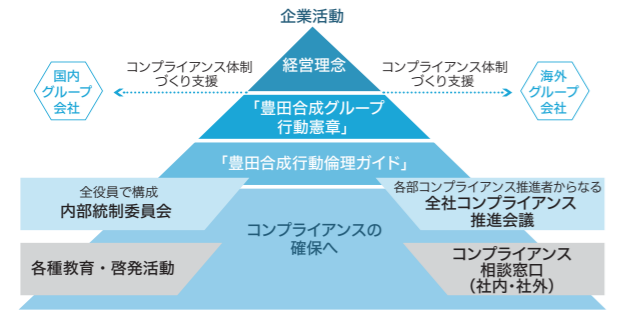 企業活動
経営理念
国内
グループ
会社
コンプライアンス体制
づくり支援
コンプライアンス体制
づくり支援
海外
グループ
会社
「豊田合成グループ
行動憲章」
「豊田合成行動倫理ガイド」
全役員で構成
内部統制委員会
各部コンプライアンス推進者からなる
全社コンプライアンス
推進会議
コンプライアンスの
確保へ
各種教育・啓発活動
コンプライアンス
相談窓口
（社内・社外）